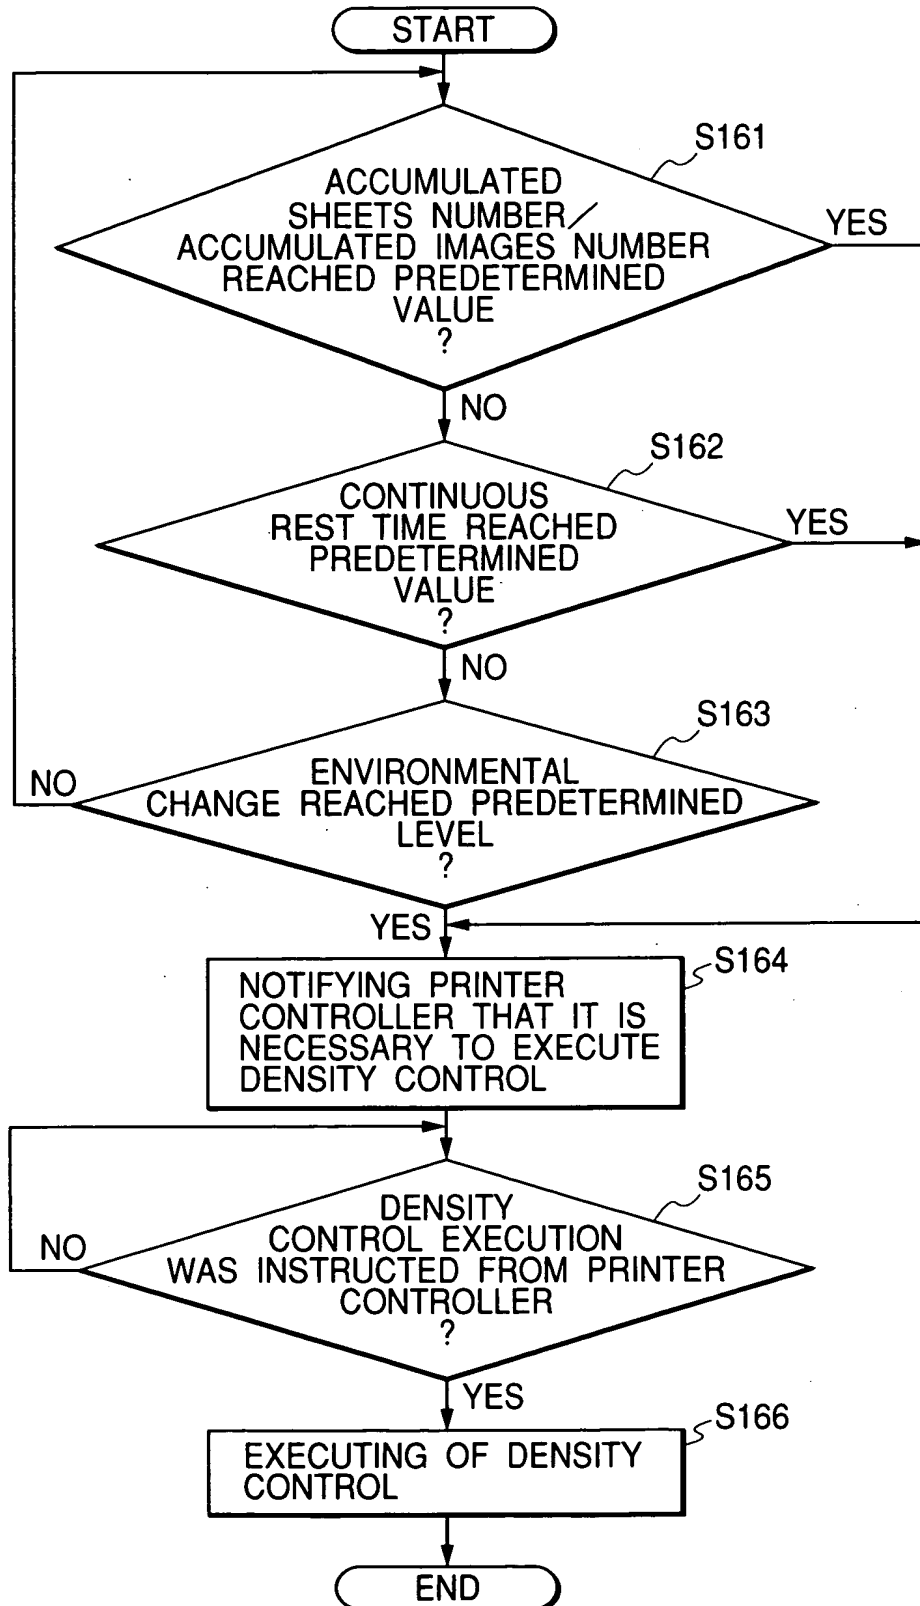 START
S161
ACCUMULATED
SHEETS NUMBER/
ACCUMULATED IMAGES NUMBER
REACHED PREDETERMINED
VALUE
?
YES
NO
S162
CONTINUOUS
REST TIME REACHED
PREDETERMINED
VALUE
?
YES
NO
S163
ENVIRONMENTAL
CHANGE REACHED PREDETERMINED
LEVEL
?
NO
YES
S164
NOTIFYING PRINTER
CONTROLLER THAT IT IS
NECESSARY TO EXECUTE
DENSITY CONTROL
S165
DENSITY
CONTROL EXECUTION
WAS INSTRUCTED FROM PRINTER
CONTROLLER
?
NO
YES
S166
EXECUTING OF DENSITY
CONTROL
END